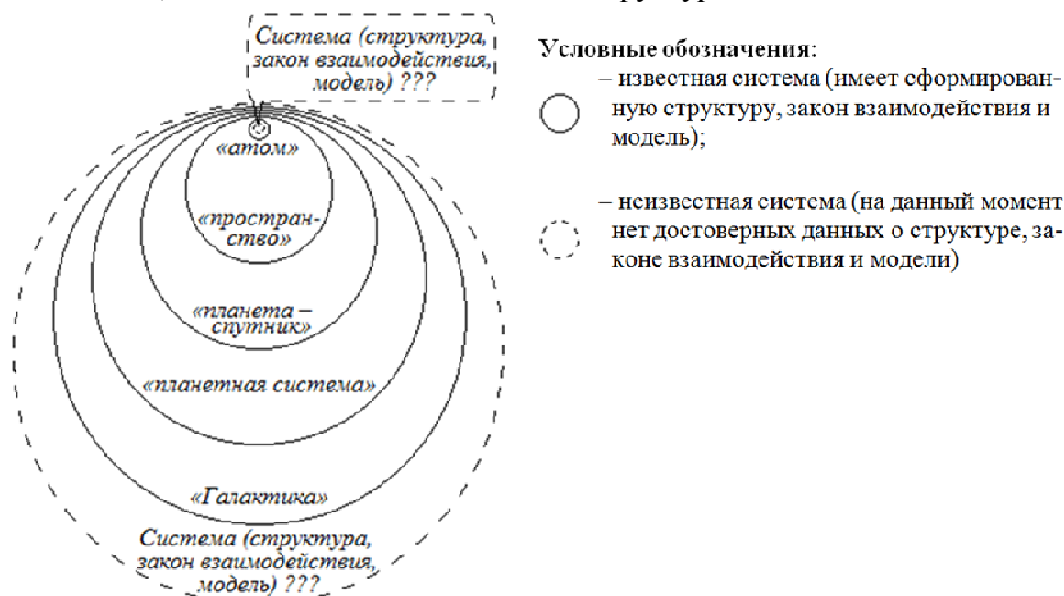 Система (структура,
закон взаимодействия,
модель) ???
«атом»
«простран-
ство»
«планета –
спутник»
«планетная система»
«Галактика»
Система (структура,
закон взаимодействия,
модель) ???
Условные обозначения:
– известная система (имеет сформирован-
ную структуру, закон взаимодействия и
модель);
– неизвестная система (на данный момент
нет достоверных данных о структуре, за-
коне взаимодействия и модели)